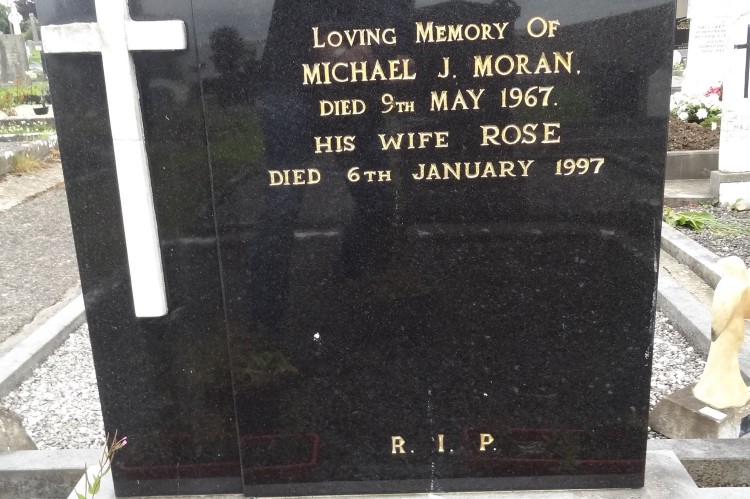 Loving Memory Of
MICHAEL J. MORAN.
DIED 9TH MAY 1967.
HIS WIFE ROSE
DIED 6TH JANUARY 1997
R. I. P.